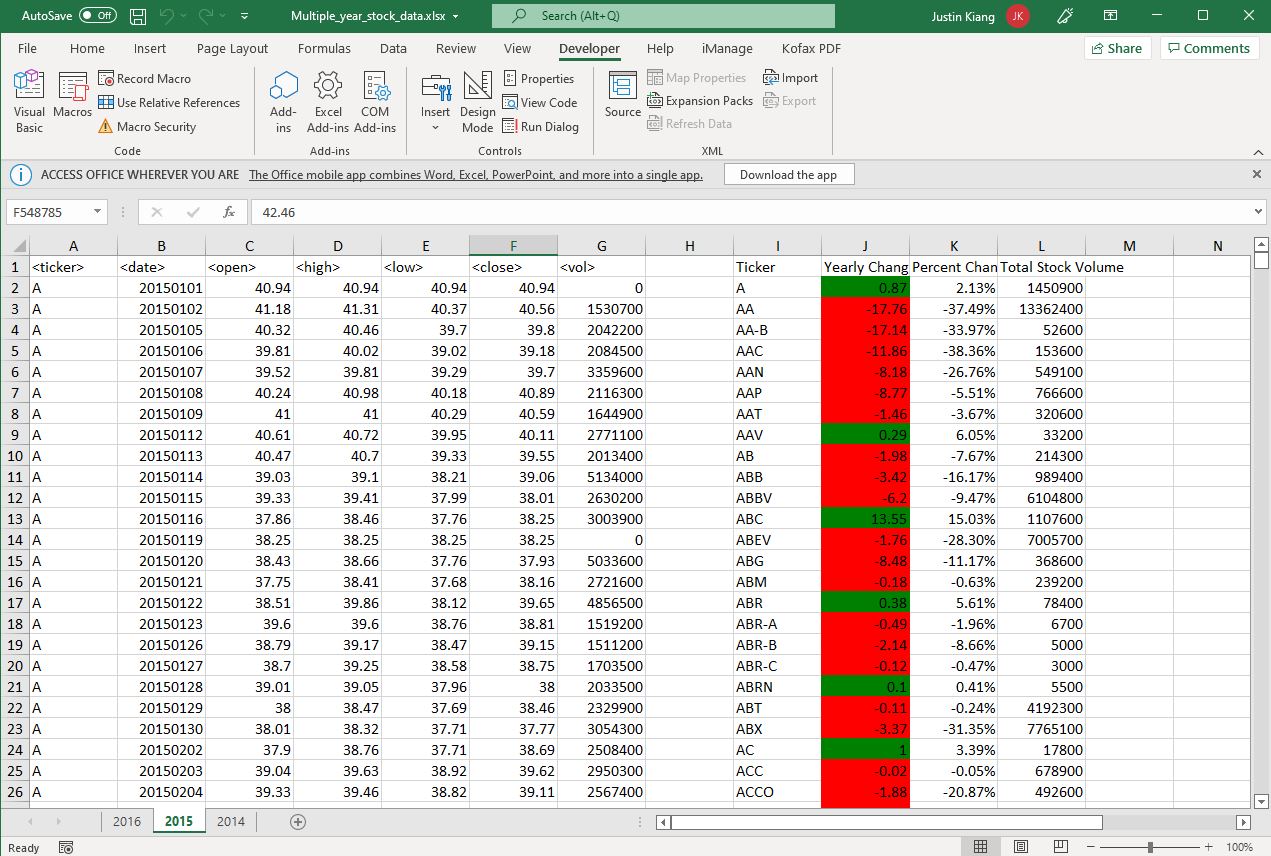 AutoSave Off Multiple_year_stock_data.xlsx Search (Alt+Q) Justin Kiang JK
File Home Insert Page Layout Formulas Data Review View Developer Help iManage Kofax PDF Share Comments
Visual Basic Macros Record Macro Use Relative References Macro Security Add-ins Excel Add-ins COM Add-ins Insert Design Mode Properties View Code Run Dialog Source Map Properties Expansion Packs Refresh Data Import Export
Code Add-ins Controls XML
ACCESS OFFICE WHEREVER YOU ARE The Office mobile app combines Word, Excel, PowerPoint, and more into a single app. Download the app
F548785 fx 42.46
A B C D E F G H I J K L M N
1 <ticker> <date> <open> <high> <low> <close> <vol> Ticker Yearly Chang Percent Chan Total Stock Volume
2 A 20150101 40.94 40.94 40.94 40.94 0 A 0.87 2.13% 1450900
3 A 20150102 41.18 41.31 40.37 40.56 1530700 AA -17.76 -37.49% 13362400
4 A 20150105 40.32 40.46 39.7 39.8 2042200 AA-B -17.14 -33.97% 52600
5 A 20150106 39.81 40.02 39.02 39.18 2084500 AAC -11.86 -38.36% 153600
6 A 20150107 39.52 39.81 39.29 39.7 3359600 AAN -8.18 -26.76% 549100
7 A 20150108 40.24 40.98 40.18 40.89 2116300 AAP -8.77 -5.51% 766600
8 A 20150109 41 41 40.29 40.59 1644900 AAT -1.46 -3.67% 320600
9 A 20150112 40.61 40.72 39.95 40.11 2771100 AAV 0.29 6.05% 33200
10 A 20150113 40.47 40.7 39.33 39.55 2013400 AB -1.98 -7.67% 214300
11 A 20150114 39.03 39.1 38.21 39.06 5134000 ABB -3.42 -16.17% 989400
12 A 20150115 39.33 39.41 37.99 38.01 2630200 ABBV -6.2 -9.47% 6104800
13 A 20150116 37.86 38.46 37.76 38.25 3003900 ABC 13.55 15.03% 1107600
14 A 20150119 38.25 38.25 38.25 38.25 0 ABEV -1.76 -28.30% 7005700
15 A 20150120 38.43 38.66 37.76 37.93 5033600 ABG -8.48 -11.17% 368600
16 A 20150121 37.75 38.41 37.68 38.16 2721600 ABM -0.18 -0.63% 239200
17 A 20150122 38.51 39.86 38.12 39.65 4856500 ABR 0.38 5.61% 78400
18 A 20150123 39.6 39.6 38.76 38.81 1519200 ABR-A -0.49 -1.96% 6700
19 A 20150126 38.79 39.17 38.47 39.15 1511200 ABR-B -2.14 -8.66% 5000
20 A 20150127 38.7 39.25 38.58 38.75 1703500 ABR-C -0.12 -0.47% 3000
21 A 20150128 39.01 39.05 37.96 38 2033500 ABRN 0.1 0.41% 5500
22 A 20150129 38 38.47 37.69 38.46 2329900 ABT -0.11 -0.24% 4192300
23 A 20150130 38.01 38.32 37.71 37.77 3054300 ABX -3.37 -31.35% 7765100
24 A 20150202 37.9 38.76 37.71 38.69 2508400 AC 1 3.39% 17800
25 A 20150203 39.04 39.63 38.92 39.62 2950300 ACC -0.02 -0.05% 678900
26 A 20150204 39.33 39.46 38.82 39.11 2567400 ACCO -1.88 -20.87% 492600
2016 2015 2014
Ready 100%